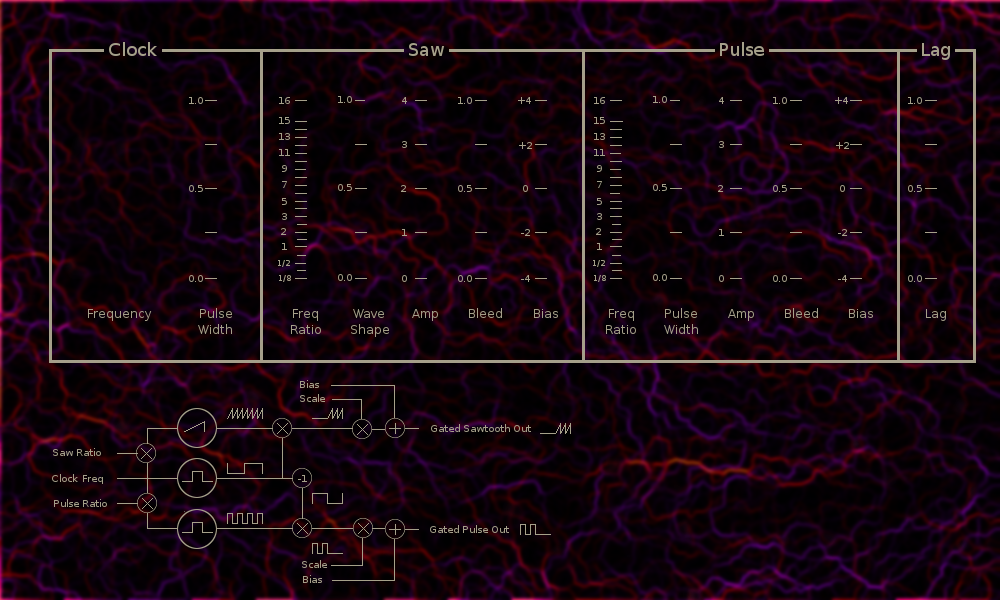 Clock Saw Pulse Lag
1.0 16 1.0 4 1.0 +4 16 1.0 4 1.0 +4 1.0
15 15
13 3 +2 13 3 +2
11 11
9 9
0.5 7 0.5 2 0.5 0 7 0.5 2 0.5 0 0.5
5 5
3 3
2 1 -2 2 1 -2
1 1
1/2 1/2
0.0 1/8 0.0 0 0.0 -4 1/8 0.0 0 0.0 -4 0.0
Frequency Pulse Freq Wave Amp Bleed Bias Freq Pulse Amp Bleed Bias Lag
Width Ratio Shape Ratio Width
Bias
Scale
Gated Sawtooth Out
Saw Ratio
Clock Freq
-1
Pulse Ratio
Gated Pulse Out
Scale
Bias